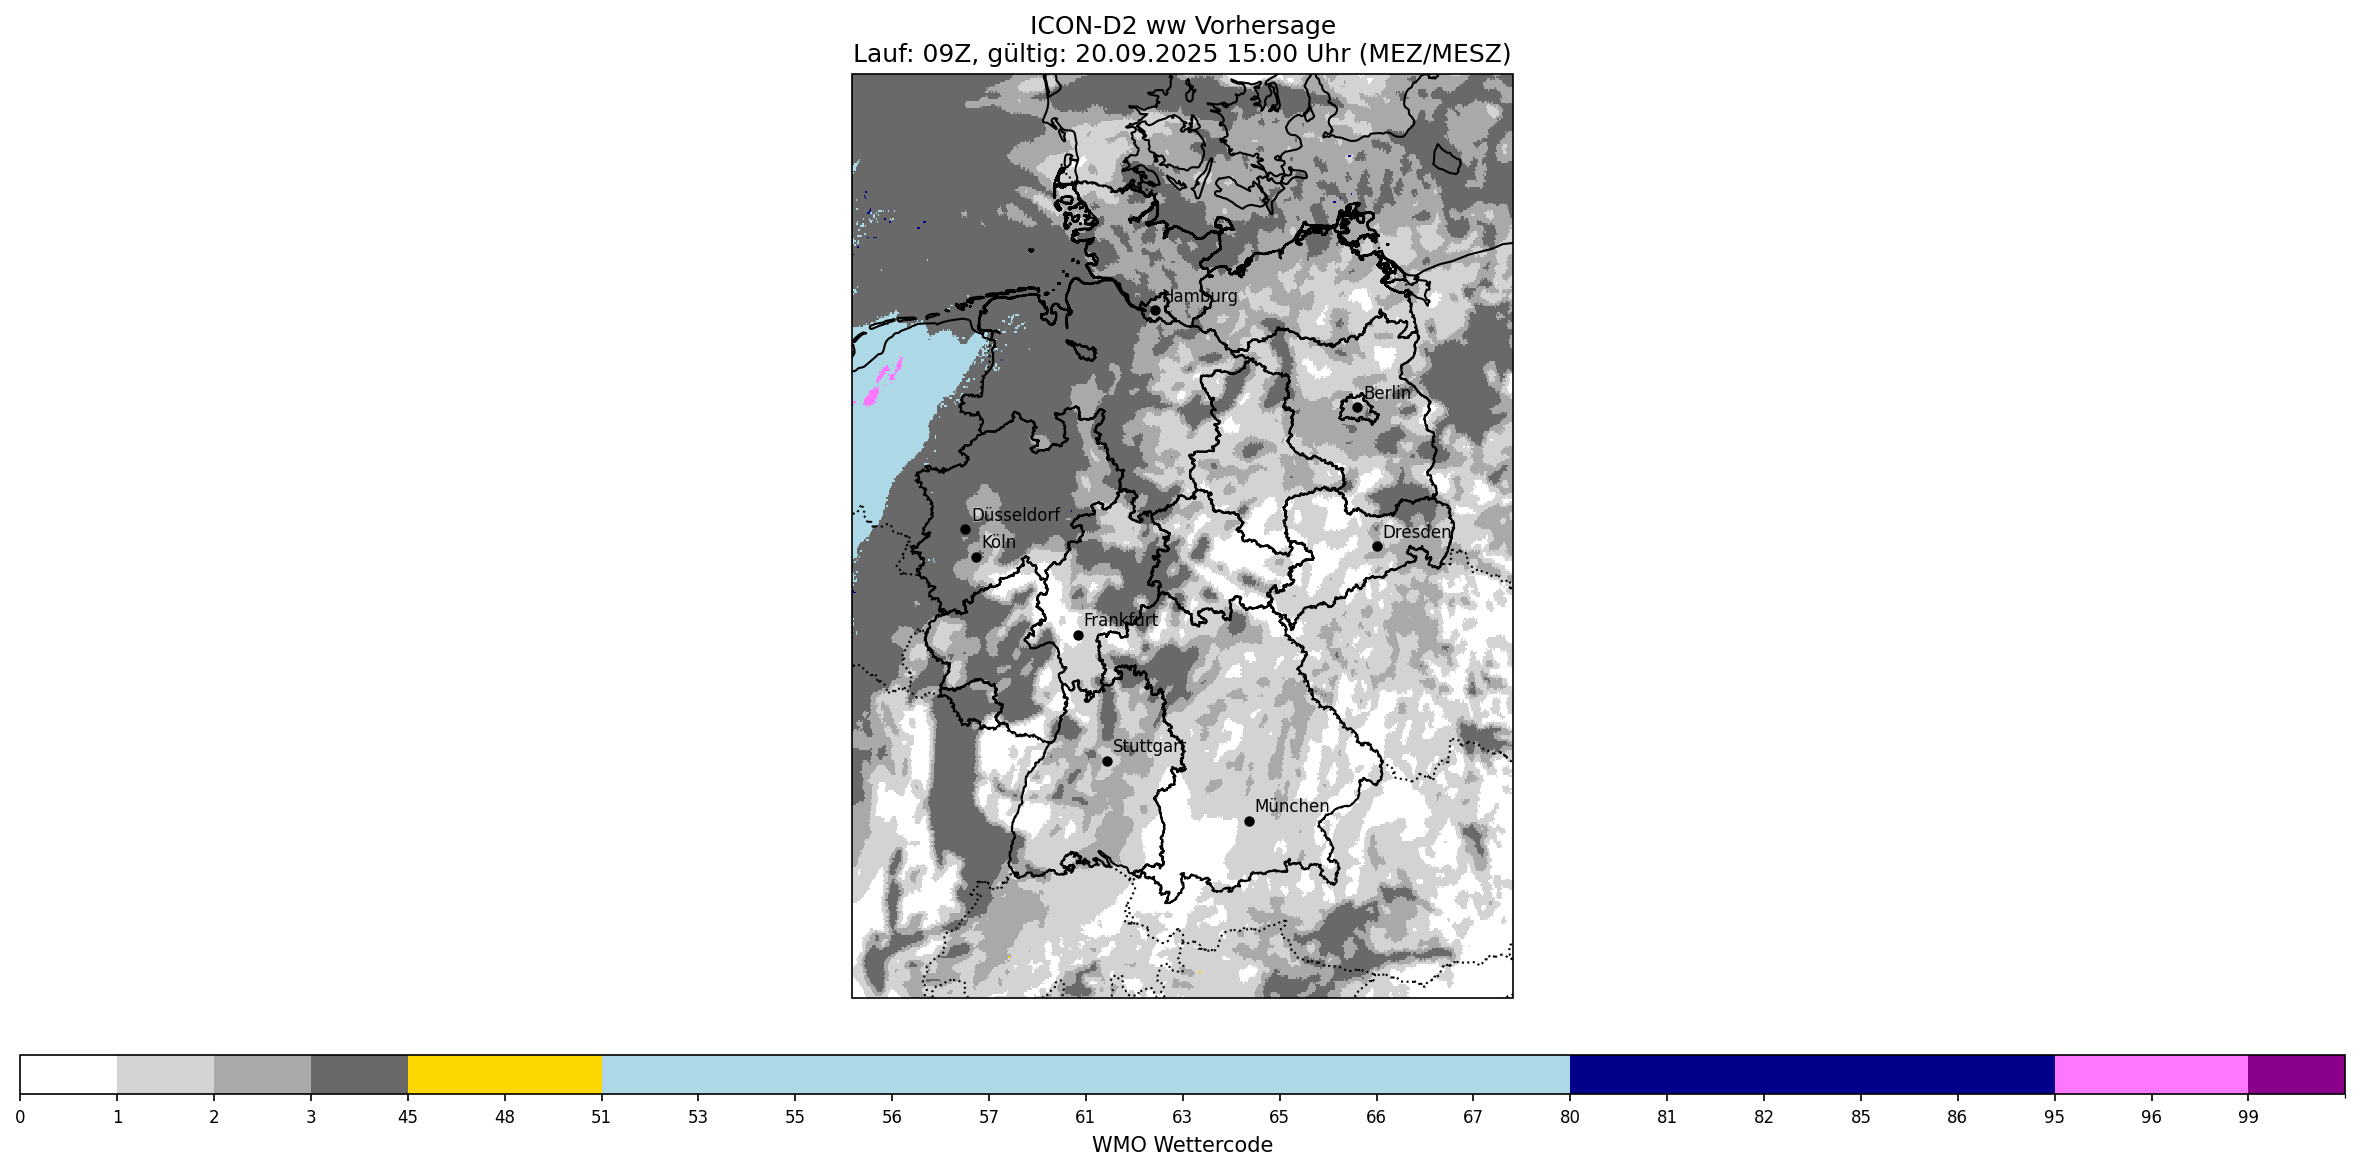 ICON-D2 ww Vorhersage
Lauf: 09Z, gültig: 20.09.2025 15:00 Uhr (MEZ/MESZ)
Hamburg
Berlin
Düsseldorf
Köln
Dresden
Frankfurt
Stuttgart
München
0 1 2 3 45 48 51 53 55 56 57 61 63 65 66 67 80 81 82 85 86 95 96 99
WMO Wettercode